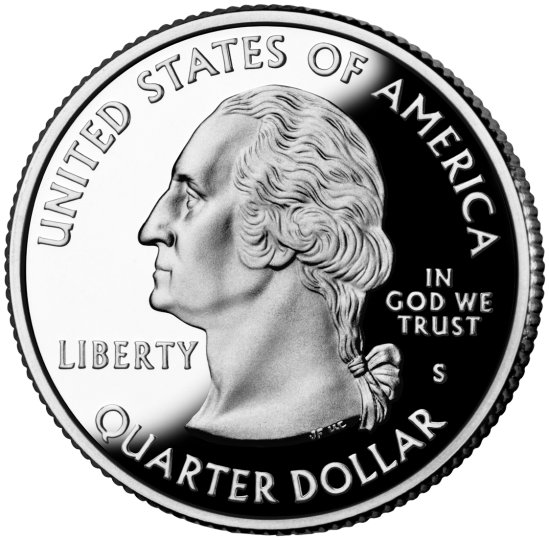 UNITED STATES OF AMERICA
LIBERTY
IN
GOD WE
TRUST
S
QUARTER DOLLAR